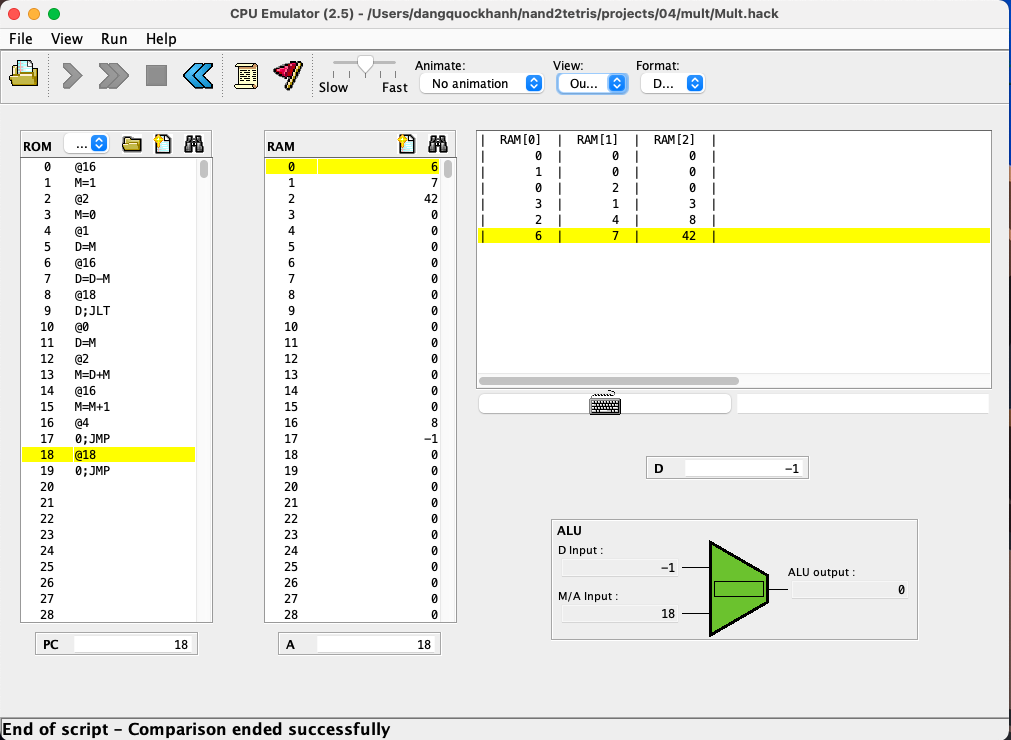 CPU Emulator (2.5) - /Users/dangquockhanh/nand2tetris/projects/04/mult/Mult.hack
File View Run Help
Slow Fast
Animate:
No animation
View:
Ou...
Format:
D...
ROM ...
0 @16
1 M=1
2 @2
3 M=0
4 @1
5 D=M
6 @16
7 D=D-M
8 @18
9 D;JLT
10 @0
11 D=M
12 @2
13 M=D+M
14 @16
15 M=M+1
16 @4
17 0;JMP
18 @18
19 0;JMP
20
21
22
23
24
25
26
27
28
PC 18
RAM
0 6
1 7
2 42
3 0
4 0
5 0
6 0
7 0
8 0
9 0
10 0
11 0
12 0
13 0
14 0
15 0
16 8
17 -1
18 0
19 0
20 0
21 0
22 0
23 0
24 0
25 0
26 0
27 0
28 0
A 18
| RAM[0] | RAM[1] | RAM[2] |
| 0 | 0 | 0 |
| 1 | 0 | 0 |
| 0 | 2 | 0 |
| 3 | 1 | 3 |
| 2 | 4 | 8 |
| 6 | 7 | 42 |
D -1
ALU
D Input :
-1
M/A Input :
18
ALU output :
0
End of script - Comparison ended successfully